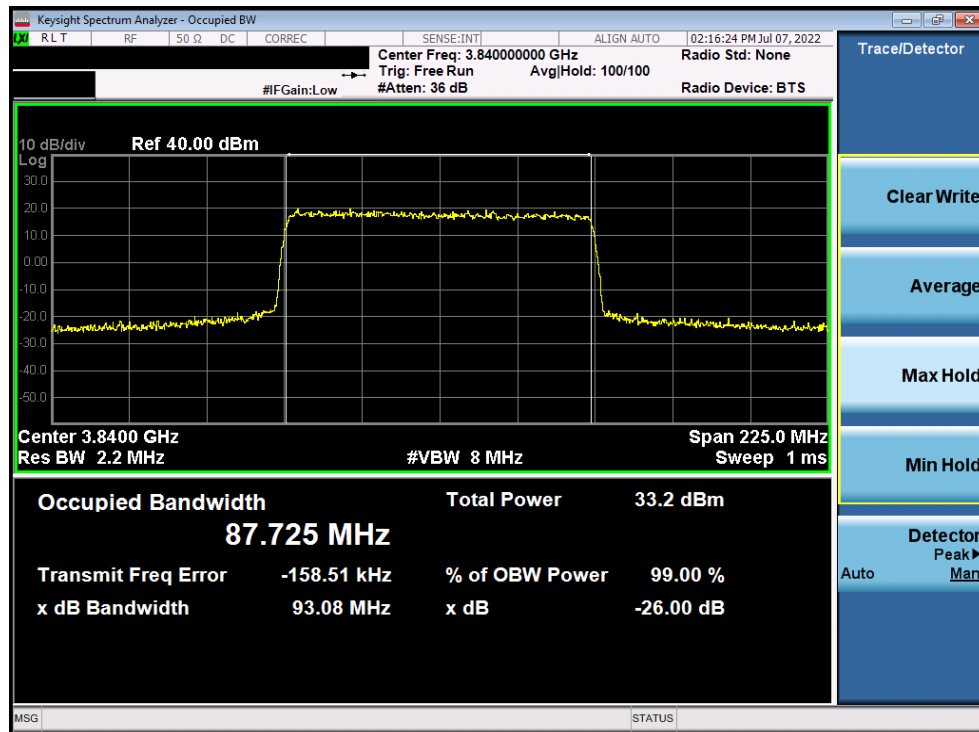 Keysight Spectrum Analyzer - Occupied BW
LXI RLT RF 50 Ω DC CORREC SENSE:INT ALIGN AUTO 02:16:24 PM Jul 07, 2022
Center Freq: 3.840000000 GHz Radio Std: None
Trig: Free Run Avg|Hold: 100/100
#IFGain:Low #Atten: 36 dB Radio Device: BTS
Trace/Detector
10 dB/div Ref 40.00 dBm
Log
30.0
20.0
10.0
0.00
-10.0
-20.0
-30.0
-40.0
-50.0
Center 3.8400 GHz Span 225.0 MHz
Res BW 2.2 MHz #VBW 8 MHz Sweep 1 ms
Occupied Bandwidth Total Power 33.2 dBm
87.725 MHz
Transmit Freq Error -158.51 kHz % of OBW Power 99.00 %
x dB Bandwidth 93.08 MHz x dB -26.00 dB
Clear Write
Average
Max Hold
Min Hold
Detector
Peak▶
Auto Man
MSG STATUS